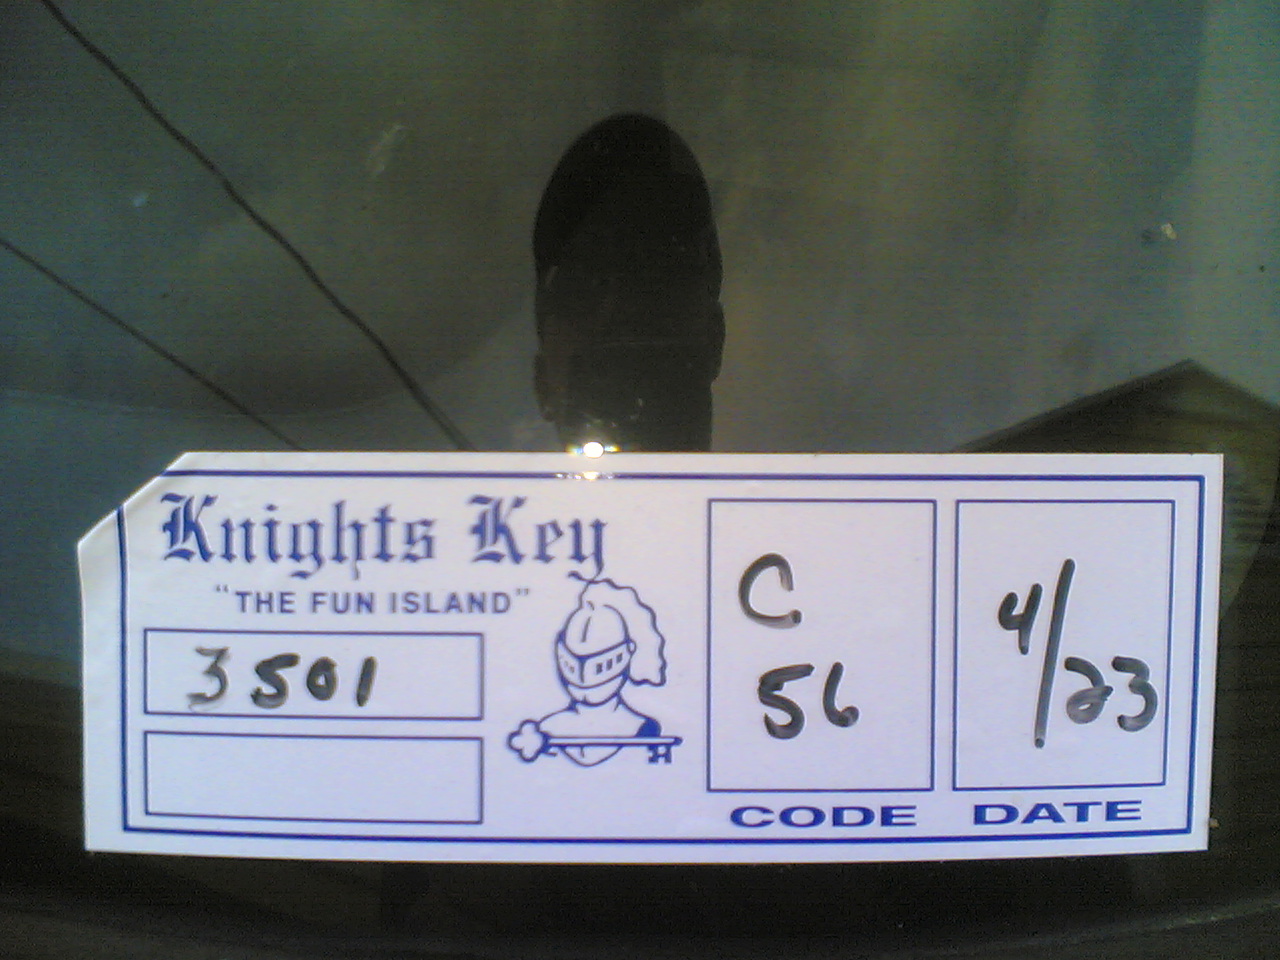 Knights Key
"THE FUN ISLAND"
3501
C
56
CODE
4/23
DATE